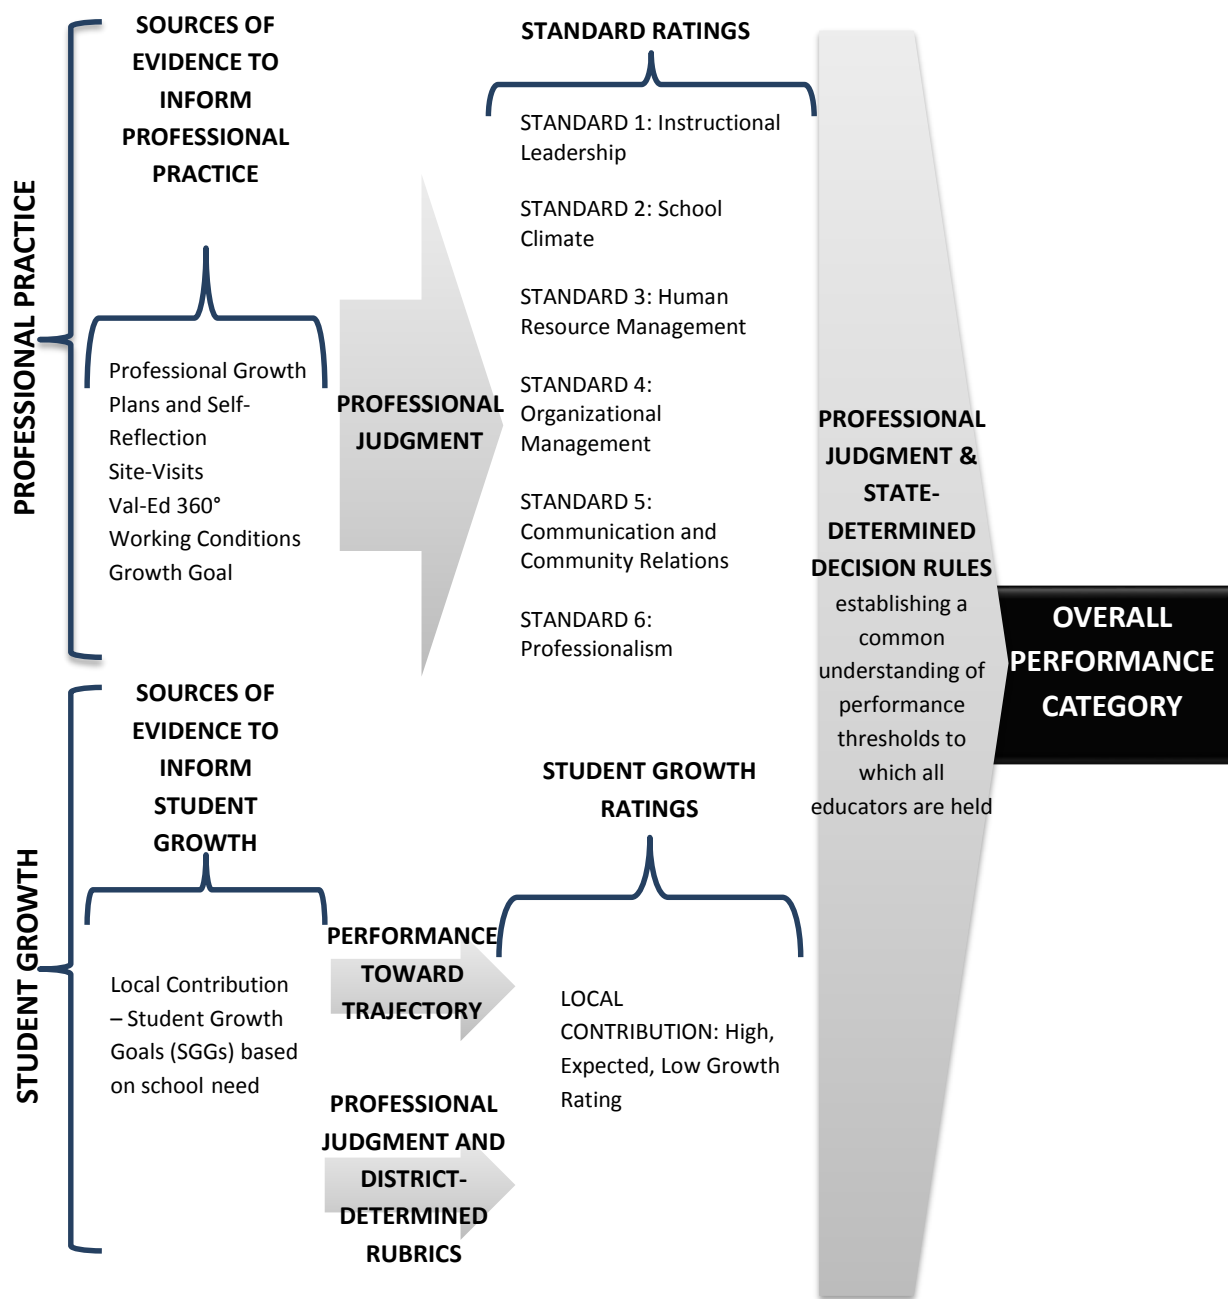 PROFESSIONAL PRACTICE
SOURCES OF
EVIDENCE TO
INFORM
PROFESSIONAL
PRACTICE
Professional Growth
Plans and Self-
Reflection
Site-Visits
Val-Ed 360°
Working Conditions
Growth Goal
PROFESSIONAL
JUDGMENT
STANDARD RATINGS
STANDARD 1: Instructional
Leadership
STANDARD 2: School
Climate
STANDARD 3: Human
Resource Management
STANDARD 4:
Organizational
Management
STANDARD 5:
Communication and
Community Relations
STANDARD 6:
Professionalism
STUDENT GROWTH
SOURCES OF
EVIDENCE TO
INFORM
STUDENT
GROWTH
Local Contribution
– Student Growth
Goals (SGGs) based
on school need
PERFORMANCE
TOWARD
TRAJECTORY
PROFESSIONAL
JUDGMENT AND
DISTRICT-
DETERMINED
RUBRICS
STUDENT GROWTH
RATINGS
LOCAL
CONTRIBUTION: High,
Expected, Low Growth
Rating
PROFESSIONAL
JUDGMENT &
STATE-
DETERMINED
DECISION RULES
establishing a
common
understanding of
performance
thresholds to
which all
educators are held
OVERALL
PERFORMANCE
CATEGORY